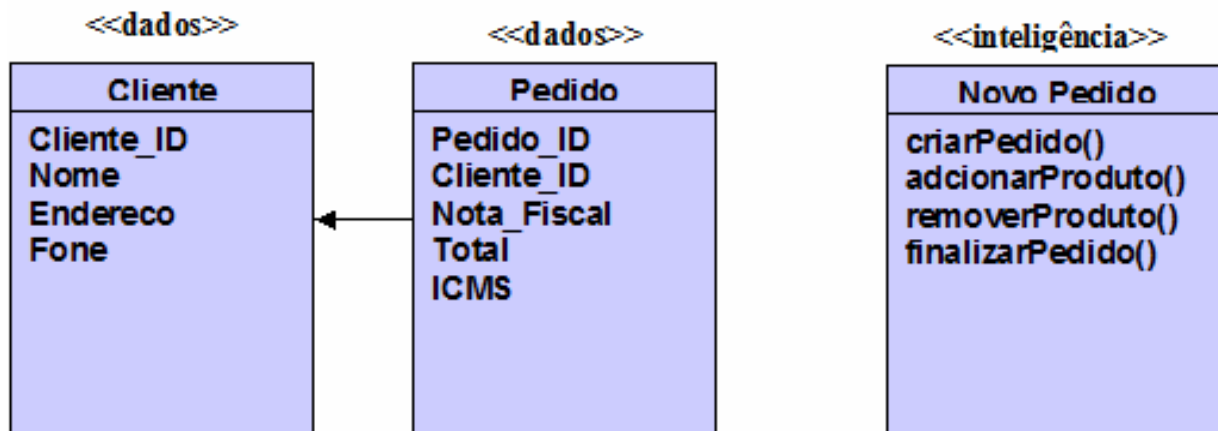 <<dados>>
Cliente
Cliente_ID
Nome
Endereco
Fone
<<dados>>
Pedido
Pedido_ID
Cliente_ID
Nota_Fiscal
Total
ICMS
<<inteligência>>
Novo Pedido
criarPedido()
adcionarProduto()
removerProduto()
finalizarPedido()